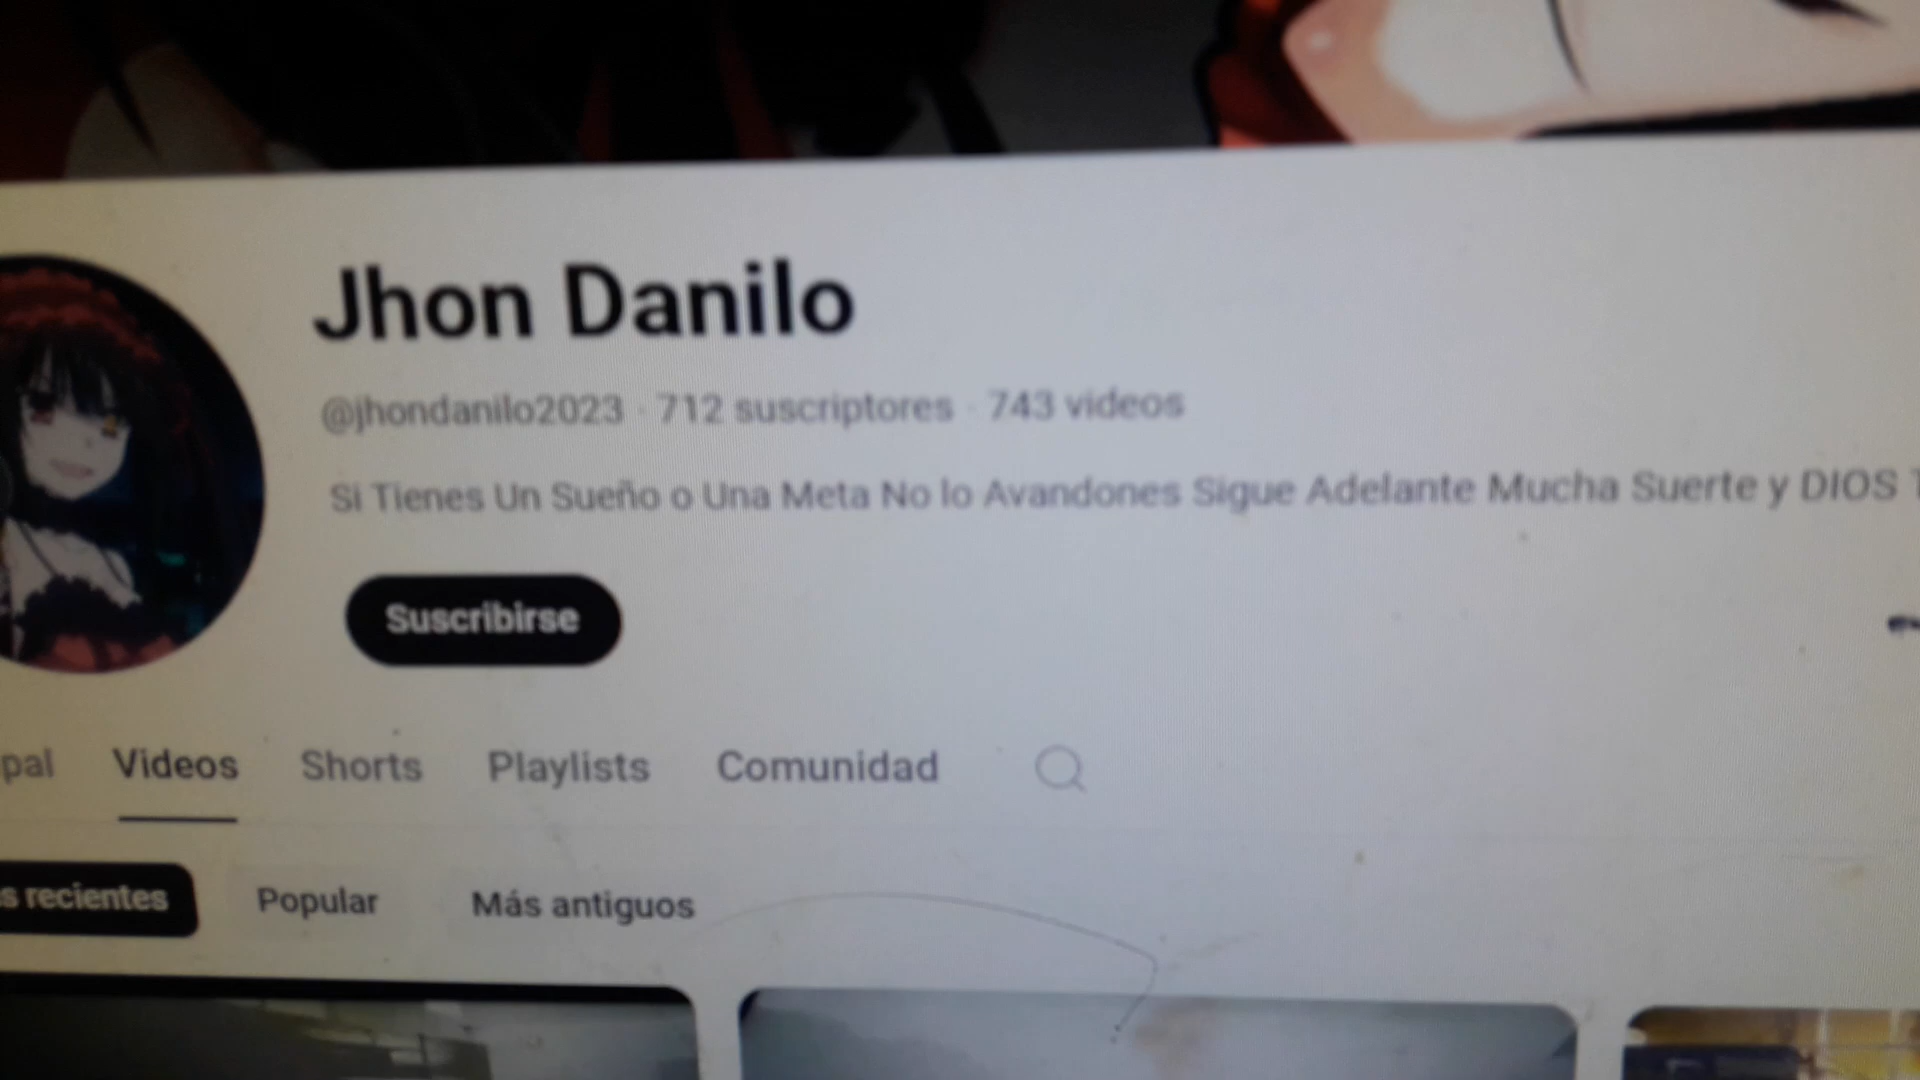 Jhon Danilo
@jhondanilo2023 · 712 suscriptores · 743 videos
Si Tienes Un Sueño o Una Meta No lo Avandones Sigue Adelante Mucha Suerte y DIOS T
Suscribirse
pal Videos Shorts Playlists Comunidad
s recientes Popular Más antiguos